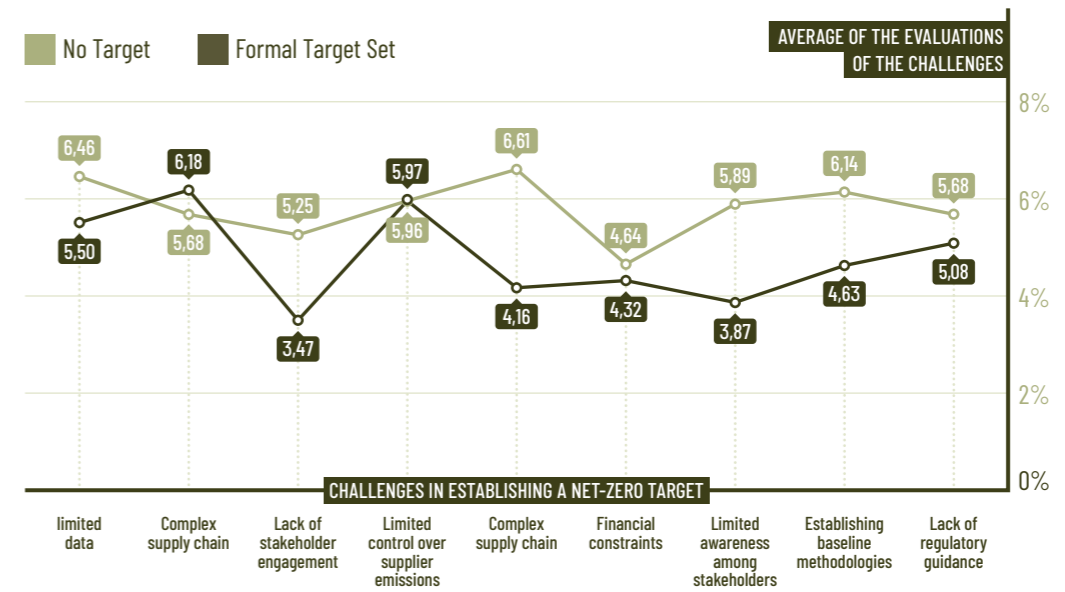 No Target
Formal Target Set
AVERAGE OF THE EVALUATIONS
OF THE CHALLENGES
8%
6%
4%
2%
0%
6,46
5,68
5,25
5,96
6,61
4,64
5,89
6,14
5,68
5,50
6,18
3,47
5,97
4,16
4,32
3,87
4,63
5,08
CHALLENGES IN ESTABLISHING A NET-ZERO TARGET
limited
data
Complex
supply chain
Lack of
stakeholder
engagement
Limited
control over
supplier
emissions
Complex
supply chain
Financial
constraints
Limited
awareness
among
stakeholders
Establishing
baseline
methodologies
Lack of
regulatory
guidance